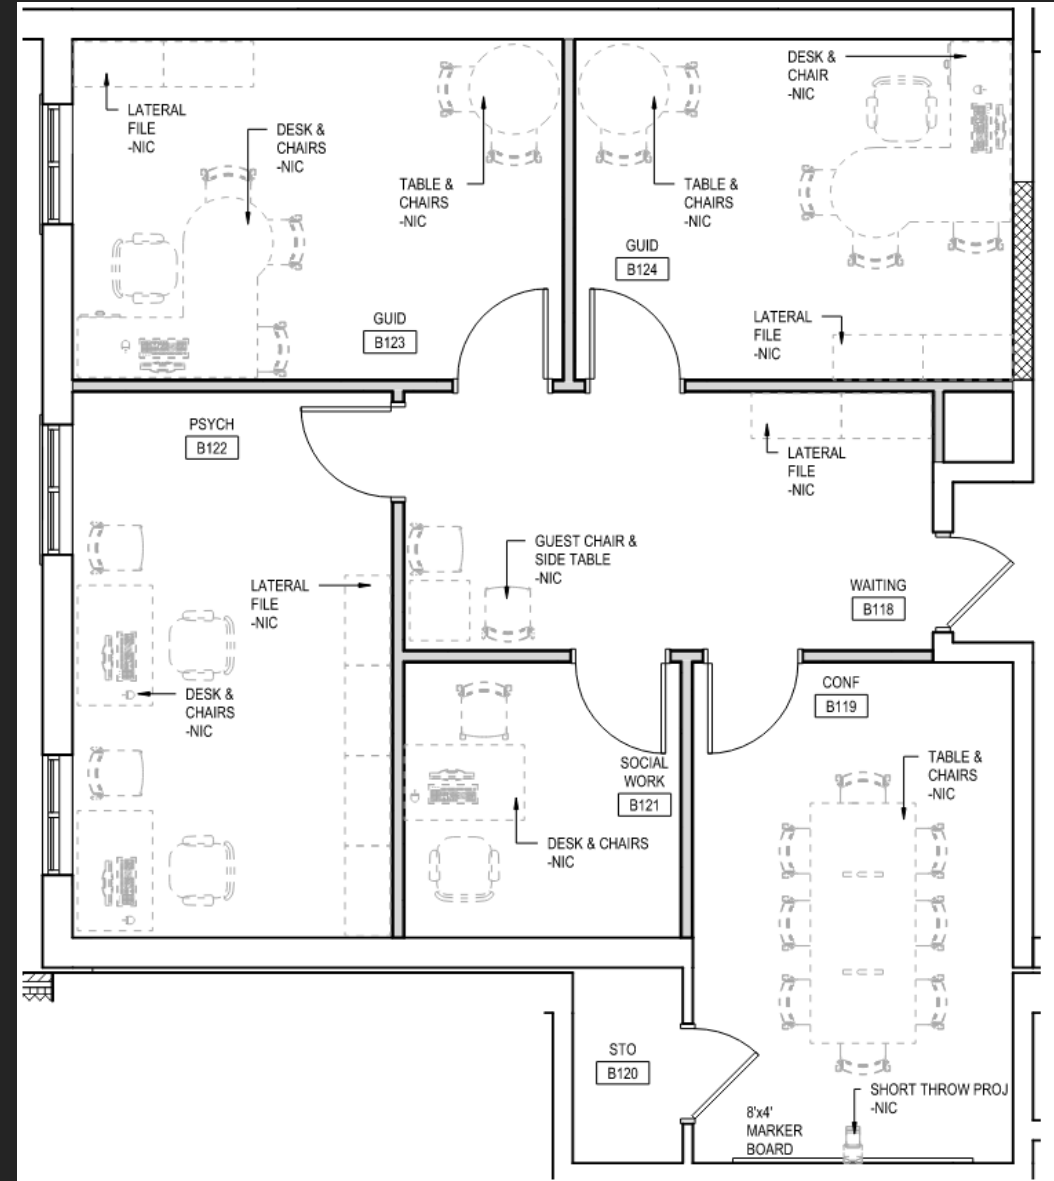 LATERAL
FILE
-NIC
DESK &
CHAIRS
-NIC
TABLE &
CHAIRS
-NIC
GUID
B123
TABLE &
CHAIRS
-NIC
DESK &
CHAIR
-NIC
GUID
B124
LATERAL
FILE
-NIC
PSYCH
B122
LATERAL
FILE
-NIC
DESK &
CHAIRS
-NIC
LATERAL
FILE
-NIC
GUEST CHAIR &
SIDE TABLE
-NIC
WAITING
B118
SOCIAL
WORK
B121
DESK & CHAIRS
-NIC
CONF
B119
TABLE &
CHAIRS
-NIC
STO
B120
SHORT THROW PROJ
-NIC
8'x4'
MARKER
BOARD